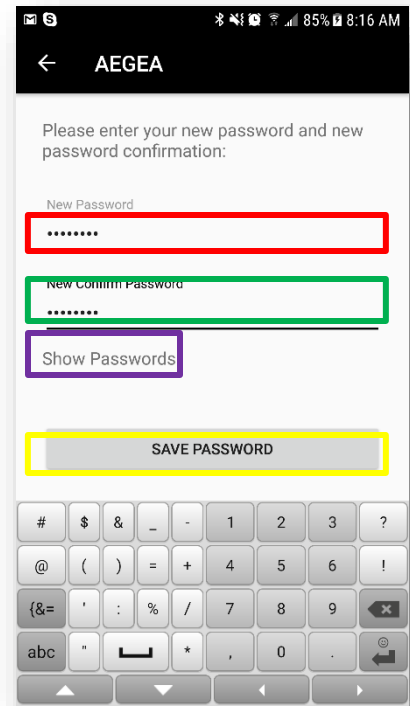 85% 8:16 AM
AEGEA
Please enter your new password and new
password confirmation:
New Password
••••••••
New Confirm Password
••••••••
Show Passwords
SAVE PASSWORD
# $ & _ - 1 2 3 ?
@ ( ) = + 4 5 6 !
{&= ' : % / 7 8 9
abc " * , 0 .